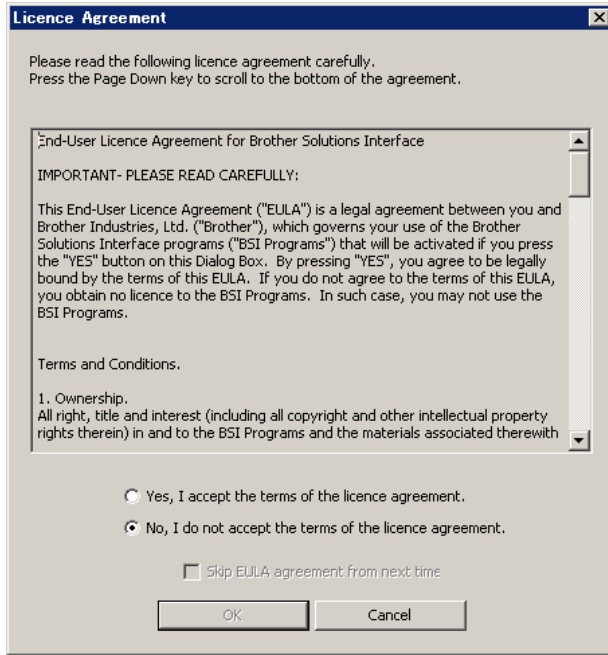 Licence Agreement
Please read the following licence agreement carefully.
Press the Page Down key to scroll to the bottom of the agreement.
End-User Licence Agreement for Brother Solutions Interface
IMPORTANT- PLEASE READ CAREFULLY:
This End-User Licence Agreement ("EULA") is a legal agreement between you and
Brother Industries, Ltd. ("Brother"), which governs your use of the Brother
Solutions Interface programs ("BSI Programs") that will be activated if you press
the "YES" button on this Dialog Box.  By pressing "YES", you agree to be legally
bound by the terms of this EULA.  If you do not agree to the terms of this EULA,
you obtain no licence to the BSI Programs.  In such case, you may not use the
BSI Programs.
Terms and Conditions.
1. Ownership.
All right, title and interest (including all copyright and other intellectual property
rights therein) in and to the BSI Programs and the materials associated therewith
Yes, I accept the terms of the licence agreement.
No, I do not accept the terms of the licence agreement.
Skip EULA agreement from next time
OK
Cancel